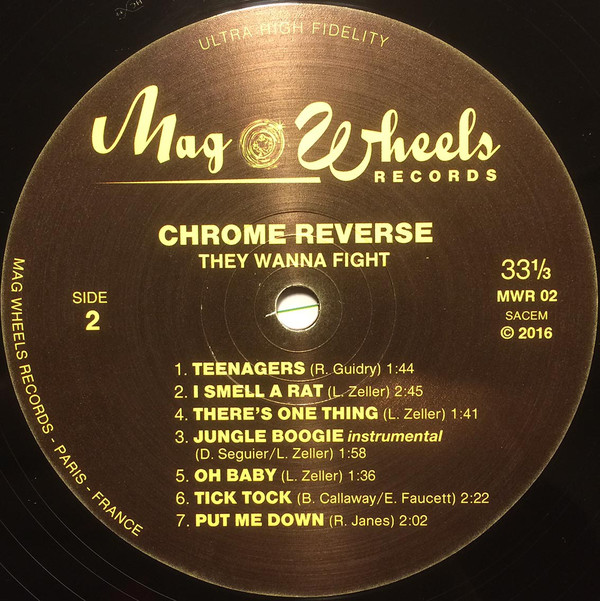 ULTRA HIGH FIDELITY
Mag Wheels
RECORDS
CHROME REVERSE
THEY WANNA FIGHT
SIDE
2
33⅓
MWR 02
SACEM
© 2016
1. TEENAGERS (R. Guidry) 1:44
2. I SMELL A RAT (L. Zeller) 2:45
4. THERE'S ONE THING (L. Zeller) 1:41
3. JUNGLE BOOGIE instrumental
(D. Seguier/L. Zeller) 1:58
5. OH BABY (L. Zeller) 1:36
6. TICK TOCK (B. Callaway/E. Faucett) 2:22
7. PUT ME DOWN (R. Janes) 2:02
MAG WHEELS RECORDS - PARIS - FRANCE